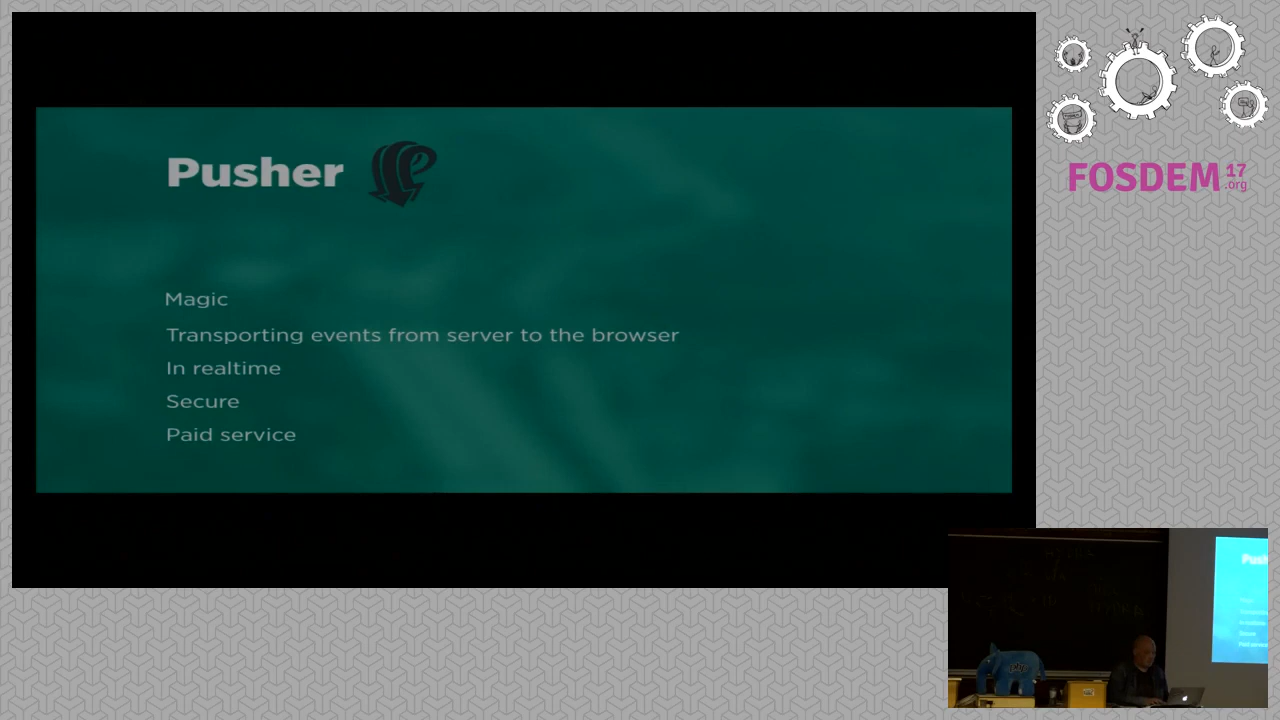 Pusher
Magic
Transporting events from server to the browser
In realtime
Secure
Paid service
FOSDEM 17
.org